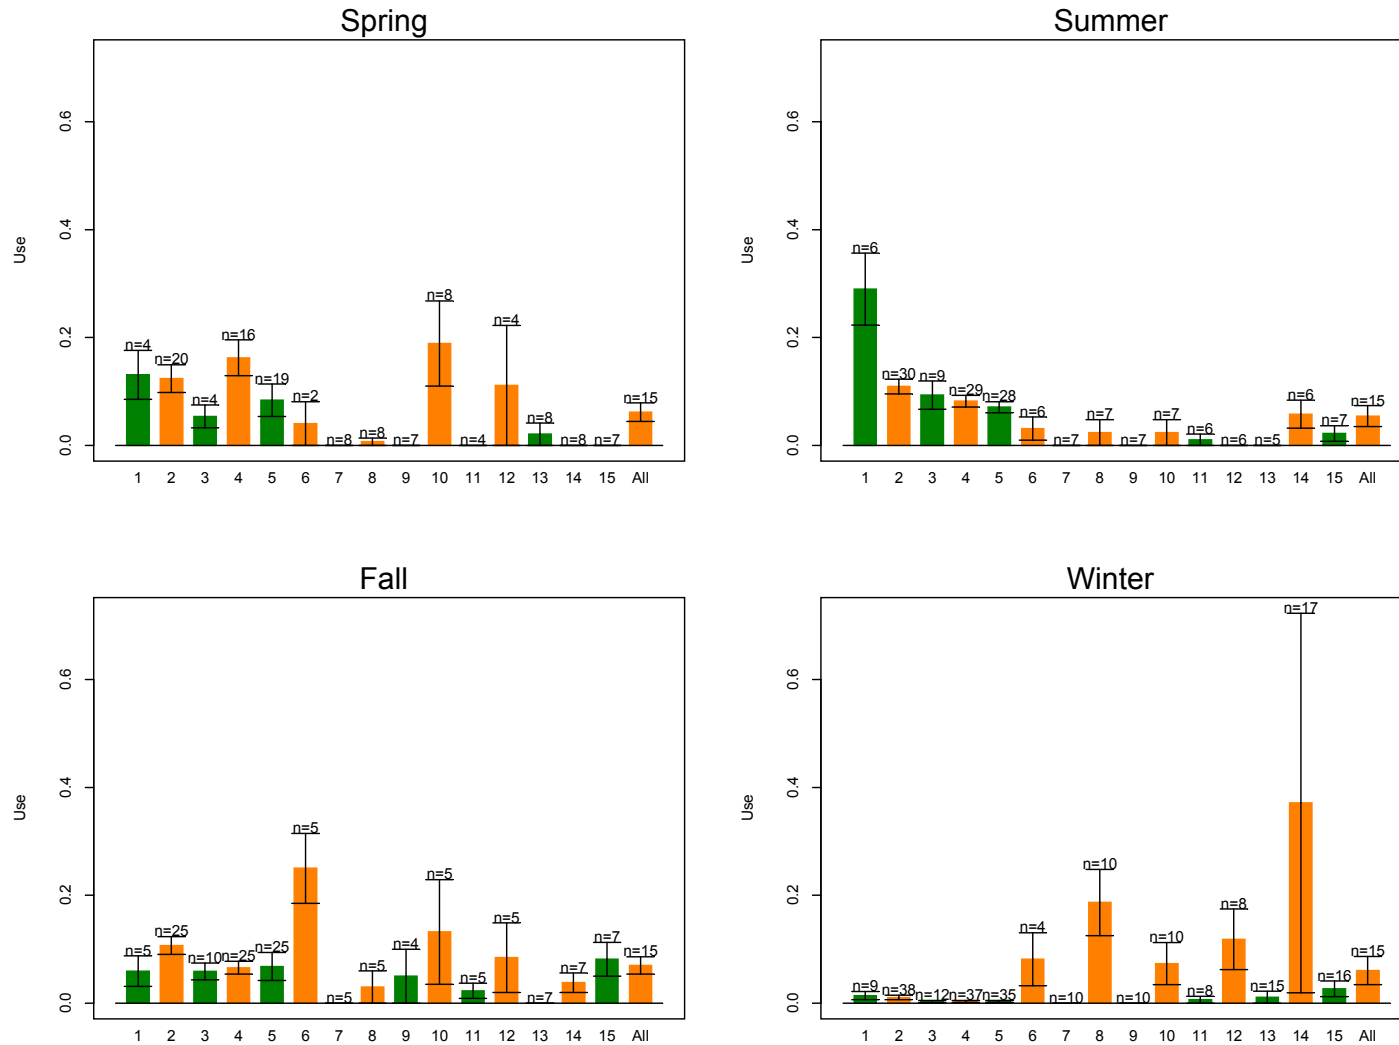 Spring
Use
0.0
0.2
0.4
0.6
n=4
n=20
n=4
n=16
n=19
n=2
n=8
n=8
n=7
n=8
n=4
n=4
n=8
n=8
n=7
n=15
1 2 3 4 5 6 7 8 9 10 11 12 13 14 15 All
Summer
Use
0.0
0.2
0.4
0.6
n=6
n=30
n=9
n=29
n=28
n=6
n=7
n=7
n=7
n=7
n=6
n=6
n=5
n=6
n=7
n=15
1 2 3 4 5 6 7 8 9 10 11 12 13 14 15 All
Fall
Use
0.0
0.2
0.4
0.6
n=5
n=25
n=10
n=25
n=25
n=5
n=5
n=5
n=4
n=5
n=5
n=5
n=7
n=7
n=7
n=15
1 2 3 4 5 6 7 8 9 10 11 12 13 14 15 All
Winter
Use
0.0
0.2
0.4
0.6
n=9
n=38
n=12
n=37
n=35
n=4
n=10
n=10
n=10
n=10
n=8
n=8
n=15
n=17
n=16
n=15
1 2 3 4 5 6 7 8 9 10 11 12 13 14 15 All